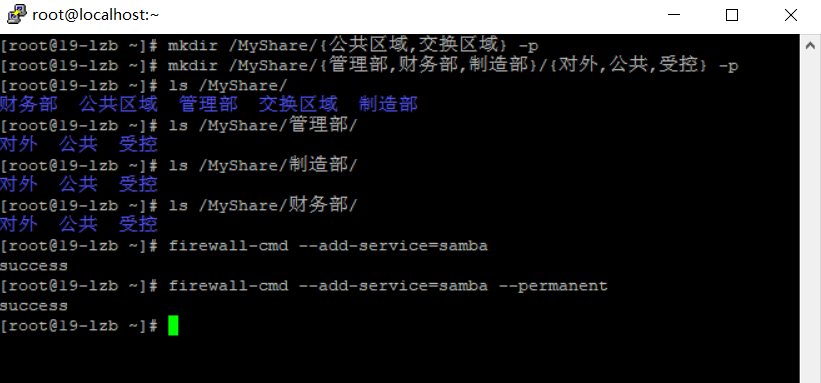 root@localhost:~
[root@19-lzb ~]# mkdir /MyShare/{公共区域,交换区域} -p
[root@19-lzb ~]# mkdir /MyShare/{管理部,财务部,制造部}/{对外,公共,受控} -p
[root@19-lzb ~]# ls /MyShare/
财务部  公共区域  管理部  交换区域  制造部
[root@19-lzb ~]# ls /MyShare/管理部/
对外  公共  受控
[root@19-lzb ~]# ls /MyShare/制造部/
对外  公共  受控
[root@19-lzb ~]# ls /MyShare/财务部/
对外  公共  受控
[root@19-lzb ~]# firewall-cmd --add-service=samba
success
[root@19-lzb ~]# firewall-cmd --add-service=samba --permanent
success
[root@19-lzb ~]#